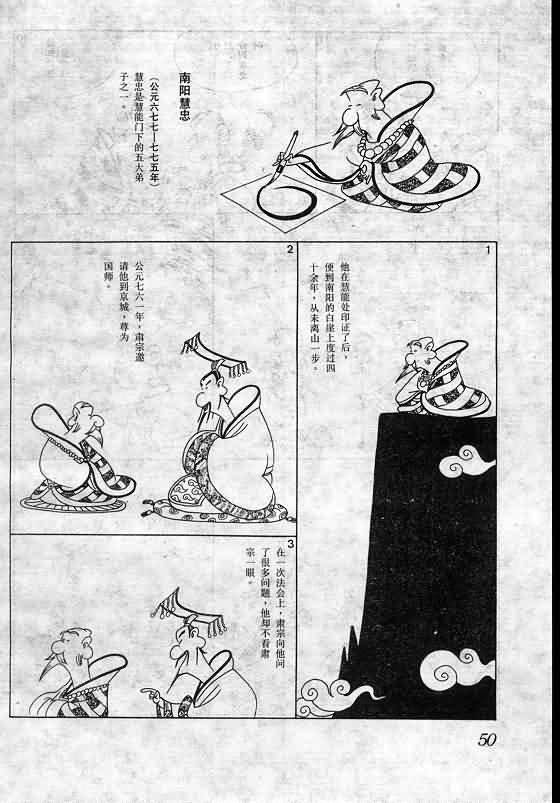 南阳慧忠
（公元六七七—七七五年）
慧忠是慧能门下的五大弟
子之一。
1
他在慧能处印证了后，
便到南阳的白崖上度过四
十余年，从未离山一步。
2
公元七六一年，肃宗邀
请他到京城，尊为
国师。
3
在一次法会上，肃宗向他问
了很多问题，他却不看肃
宗一眼。
50